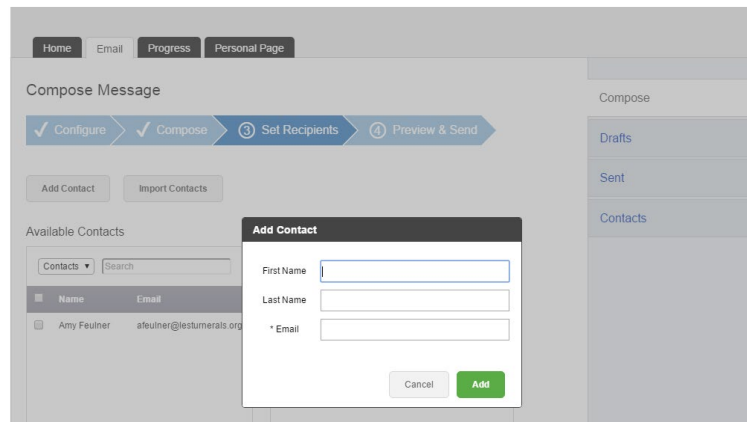 Home Email Progress Personal Page
Compose Message
Configure Compose 3 Set Recipients 4 Preview & Send
Add Contact Import Contacts
Available Contacts
Contacts Search
Name Email
Amy Feulner afeulner@lesturnerals.org
Add Contact
First Name
Last Name
* Email
Cancel Add
Compose
Drafts
Sent
Contacts